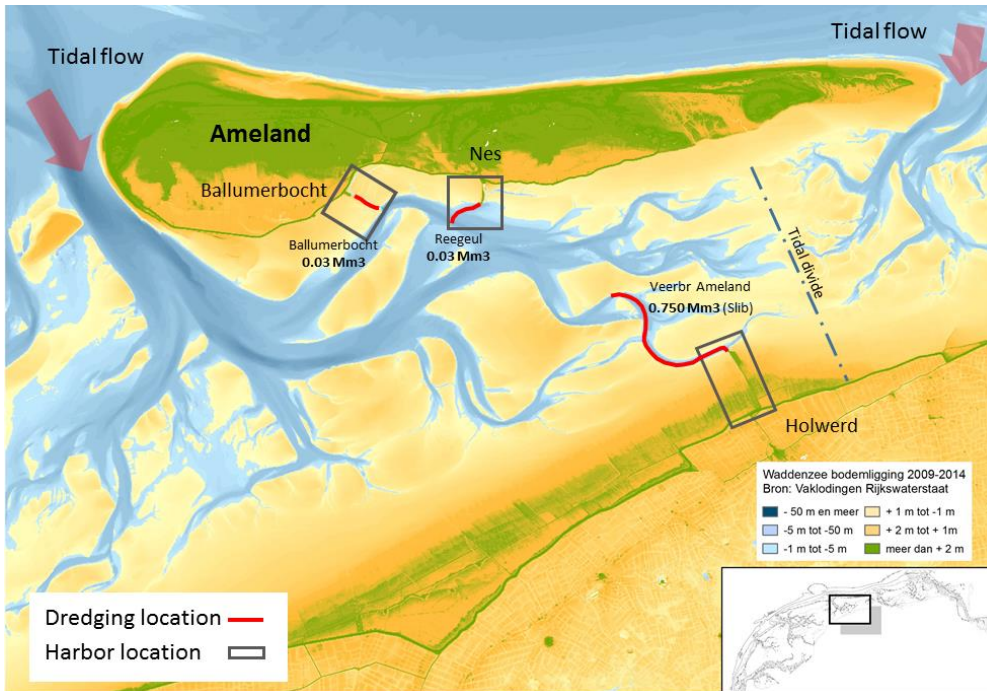 Tidal flow
Tidal flow
Ameland
Nes
Ballumerbocht
Ballumerbocht
0.03 Mm3
Reegeul
0.03 Mm3
Veerbr Ameland
0.750 Mm3 (Slib)
Tidal divide
Holwerd
Waddenzee bodemligging 2009-2014
Bron: Vaklodingen Rijkswaterstaat
- 50 m en meer
+ 1 m tot -1 m
-5 m tot -50 m
+ 2 m tot + 1m
-1 m tot -5 m
meer dan + 2 m
Dredging location
Harbor location